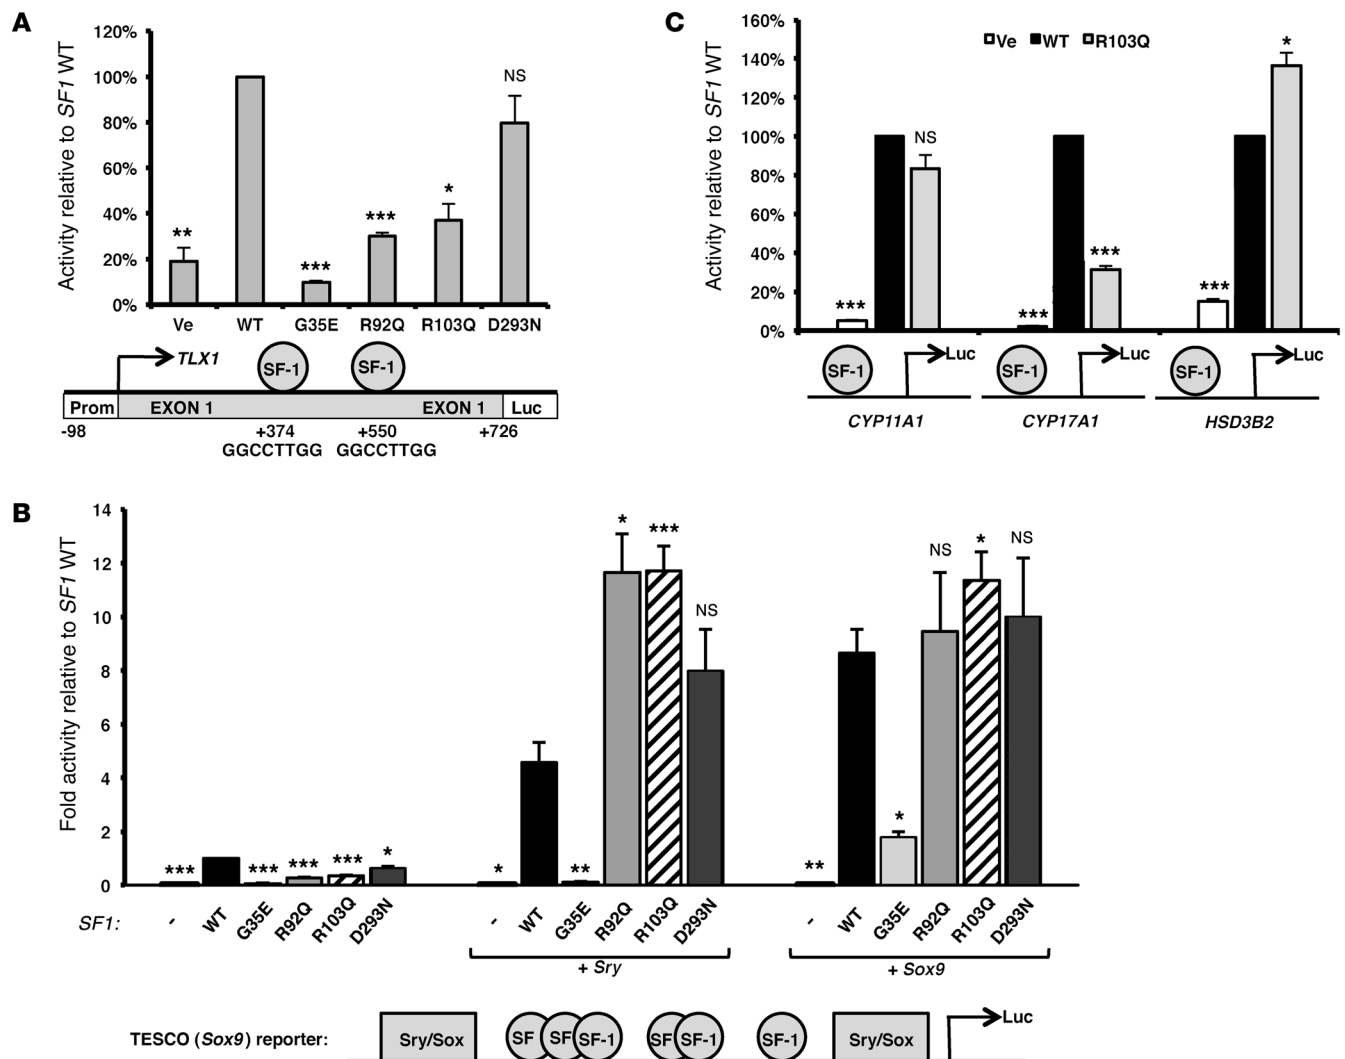 A
Activity relative to SF1 WT
120%
100%
80%
60%
40%
20%
0%
**
***
***
*
NS
Ve WT G35E R92Q R103Q D293N
TLX1
SF-1 SF-1
Prom EXON 1 EXON 1 Luc
-98 +374 +550 +726
GGCCTTGG GGCCTTGG
C
Activity relative to SF1 WT
160%
140%
120%
100%
80%
60%
40%
20%
0%
Ve WT R103Q
***
NS
***
***
***
*
SF-1 Luc SF-1 Luc SF-1 Luc
CYP11A1 CYP17A1 HSD3B2
B
Fold activity relative to SF1 WT
14
12
10
8
6
4
2
0
***
***
***
***
*
*
**
*
***
NS
**
*
NS
*
NS
SF1: - WT G35E R92Q R103Q D293N - WT G35E R92Q R103Q D293N - WT G35E R92Q R103Q D293N
+ Sry + Sox9
TESCO (Sox9) reporter: Sry/Sox SF SF SF-1 SF SF-1 SF-1 Sry/Sox Luc